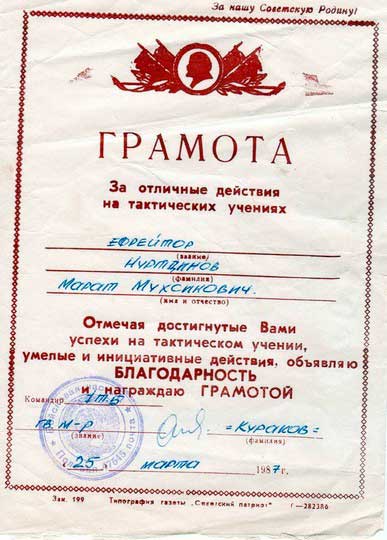 За нашу Советскую Родину!
ГРАМОТА
За отличные действия
на тактических учениях
ЕФРЕЙТОР
(звание)
НУРТДИНОВ
(фамилия)
МАРАТ МУХСИНОВИЧ.
(имя и отчество)
Отмечая достигнутые Вами
успехи на тактическом учении,
умелые и инициативные действия, объявляю
БЛАГОДАРНОСТЬ
и награждаю ГРАМОТОЙ
Командир 1ТБ
гв. м-р =КУРАКОВ=
(звание) (фамилия)
25 марта 1987г.
Зак. 199 Типография газеты „Советский патриот" Г—282386